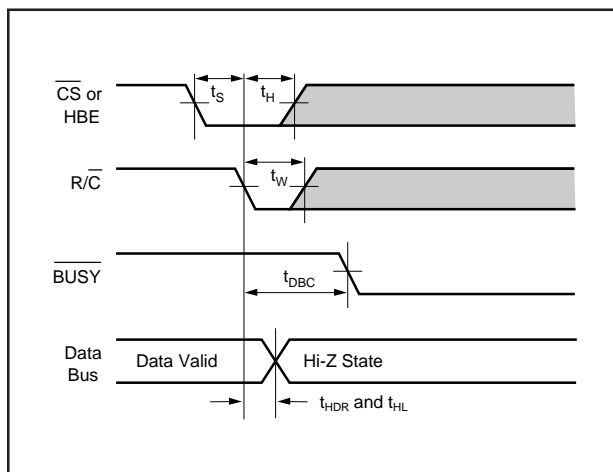 CS or
HBE
tS
tH
R/C
tW
BUSY
tDBC
Data
Bus
Data Valid
Hi-Z State
tHDR and tHL